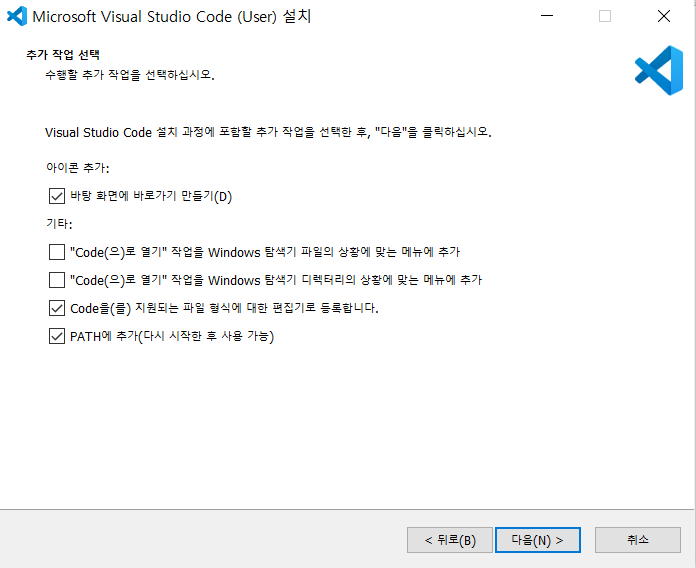 Microsoft Visual Studio Code (User) 설치
추가 작업 선택
수행할 추가 작업을 선택하십시오.
Visual Studio Code 설치 과정에 포함할 추가 작업을 선택한 후, "다음"을 클릭하십시오.
아이콘 추가:
바탕 화면에 바로가기 만들기(D)
기타:
"Code(으)로 열기" 작업을 Windows 탐색기 파일의 상황에 맞는 메뉴에 추가
"Code(으)로 열기" 작업을 Windows 탐색기 디렉터리의 상황에 맞는 메뉴에 추가
Code을(를) 지원되는 파일 형식에 대한 편집기로 등록합니다.
PATH에 추가(다시 시작한 후 사용 가능)
< 뒤로(B) 다음(N) > 취소